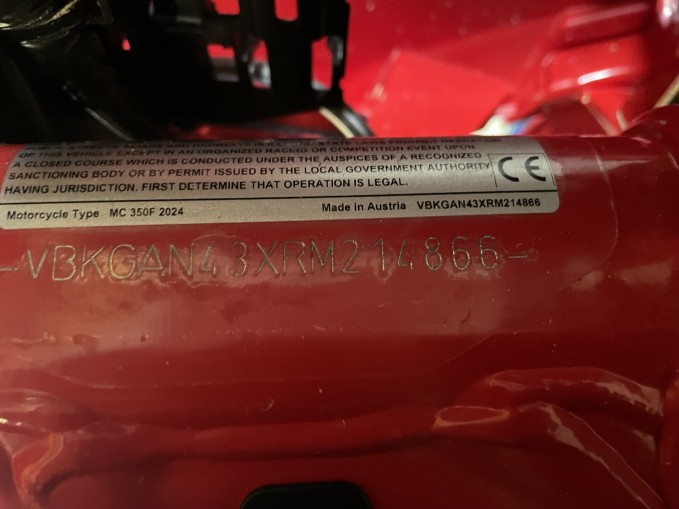 OF THIS VEHICLE EXCEPT IN AN ORGANIZED RACING OR COMPETITION EVENT UPON
A CLOSED COURSE WHICH IS CONDUCTED UNDER THE AUSPICES OF A RECOGNIZED
SANCTIONING BODY OR BY PERMIT ISSUED BY THE LOCAL GOVERNMENT AUTHORITY
HAVING JURISDICTION. FIRST DETERMINE THAT OPERATION IS LEGAL.
CE
Motorcycle Type MC 350F 2024 Made in Austria VBKGAN43XRM214866
-VBKGAN43XRM214866-